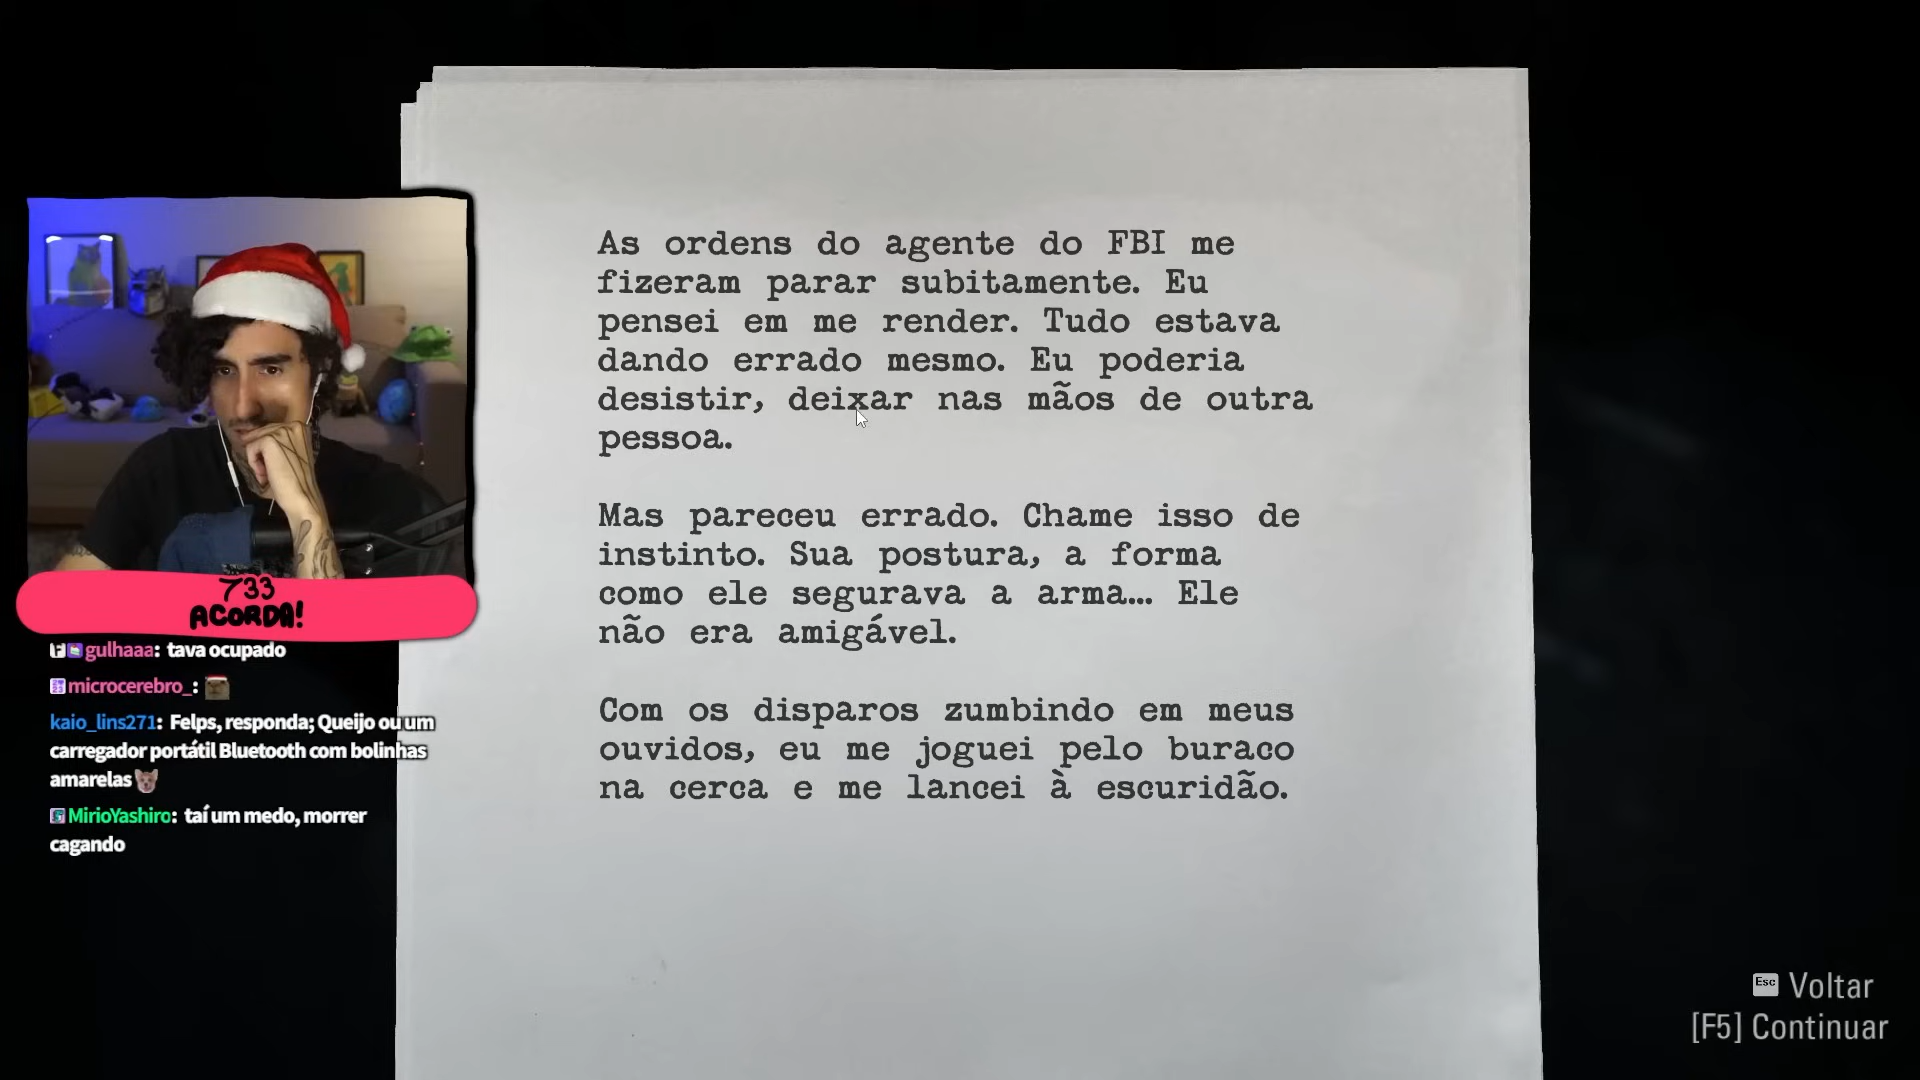 As ordens do agente do FBI me
fizeram parar subitamente. Eu
pensei em me render. Tudo estava
dando errado mesmo. Eu poderia
desistir, deixar nas mãos de outra
pessoa.
Mas pareceu errado. Chame isso de
instinto. Sua postura, a forma
como ele segurava a arma... Ele
não era amigável.
Com os disparos zumbindo em meus
ouvidos, eu me joguei pelo buraco
na cerca e me lancei à escuridão.
733
ACORDA!
gulhaaa: tava ocupado
microcerebro_:
kaio_lins271: Felps, responda; Queijo ou um
carregador portátil Bluetooth com bolinhas
amarelas
MirioYashiro: taí um medo, morrer
cagando
Esc Voltar
[F5] Continuar